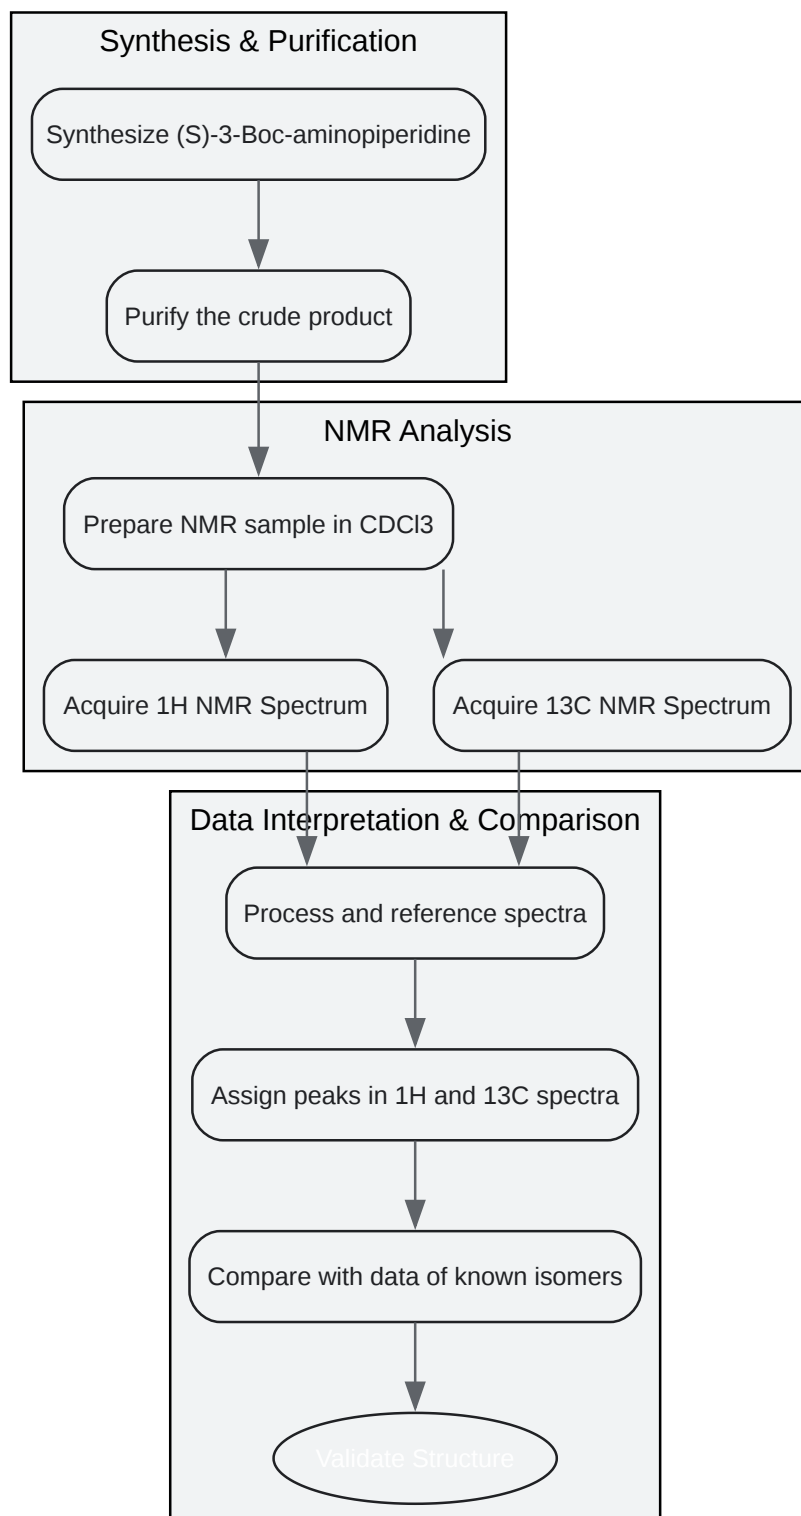 Synthesis & Purification
Synthesize (S)-3-Boc-aminopiperidine
Purify the crude product
NMR Analysis
Prepare NMR sample in CDCl3
Acquire 1H NMR Spectrum
Acquire 13C NMR Spectrum
Data Interpretation & Comparison
Process and reference spectra
Assign peaks in 1H and 13C spectra
Compare with data of known isomers
Validate Structure